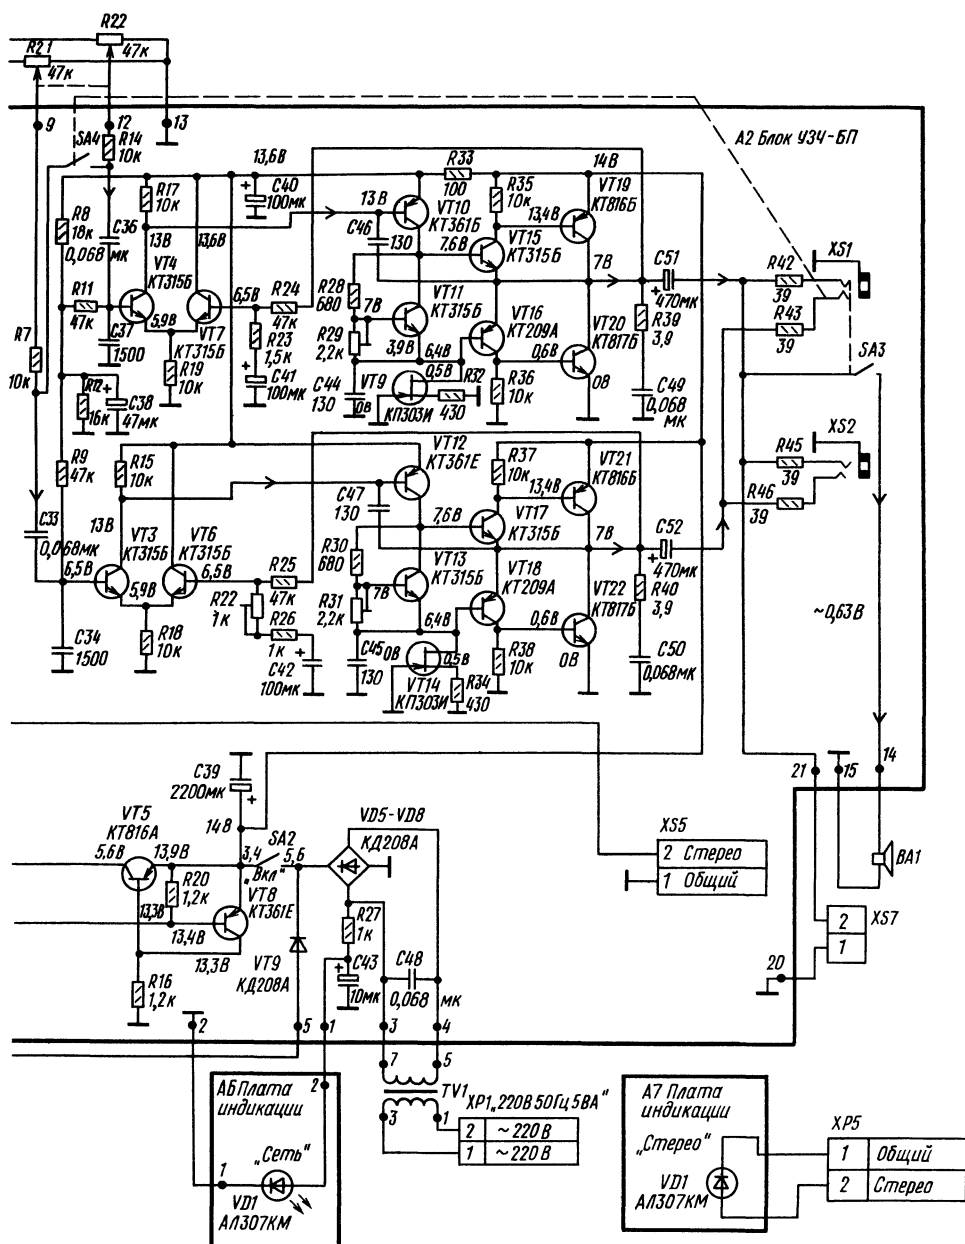 R22
R21
47к
47к
9
12
13
SA4
R14
10к
А2 Блок УЗЧ-БП
13,6В
R33
100
14В
R17
10к
C40
100мк
13В
VT10
КТ361Б
R35
10к
13,4В
VT19
КТ816Б
R8
18к
C36
0,068 мк
13В
13,6В
C46
130
VT15
КТ315Б
7,6В
7В
C51
470мк
XS1
R42
39
R43
39
VT4
КТ315Б
R11
47к
6,5В
R24
47к
R28
680
7В
VT11
КТ315Б
VT16
КТ209А
VT20
КТ817Б
R39
3,9
R7
10к
C37
1500
5,9В
VT7
КТ315Б
R23
1,5к
R29
2,2к
3,9В
6,4В
0,6В
SA3
R19
10к
C41
100мк
C44
130
VT9
0,5В
R32
430
R36
10к
0В
C49
0,068
мк
R12
16к
C38
47мк
0В
КП303И
XS2
R9
47к
R15
10к
VT12
КТ361Е
R37
10к
VT21
КТ816Б
R45
39
R46
39
C47
130
13,4В
C33
0,068мк
13В
VT3
КТ315Б
VT6
КТ315Б
7,6В
VT17
КТ315Б
7В
C52
470мк
R30
680
VT13
КТ315Б
VT18
КТ209А
6,5В
5,9В
6,5В
R25
47к
7В
VT22
КТ817Б
R40
3,9
R22
1к
R26
1к
R31
2,2к
6,4В
0,6В
~0,63В
C34
1500
R18
10к
C42
100мк
C45
0В
130
0,5В
R38
10к
0В
C50
0,068мк
VT14
КП303И
R34
430
C39
2200мк
21
15
14
VT5
КТ816А
14В
SA2
VD5-VD8
КД208А
XS5
2 Стерео
1 Общий
BA1
5,6В
13,9В
3,4
5,6
„Вкл"
R20
1,2к
VT8
КТ361Е
R27
1к
XS7
2
1
13,3В
13,4В
13,3В
VT9
КД208А
C43
10мк
C48
0,068
мк
20
R16
1,2к
2
5
1
3
4
7
5
TV1
А6 Плата
индикации
2
XP1„220В 50Гц 5ВА"
3
1
2 ~220В
1 ~220В
1
„Сеть"
VD1
АЛ307КМ
А7 Плата
индикации
„Стерео"
VD1
АЛ307КМ
XP5
1 Общий
2 Стерео